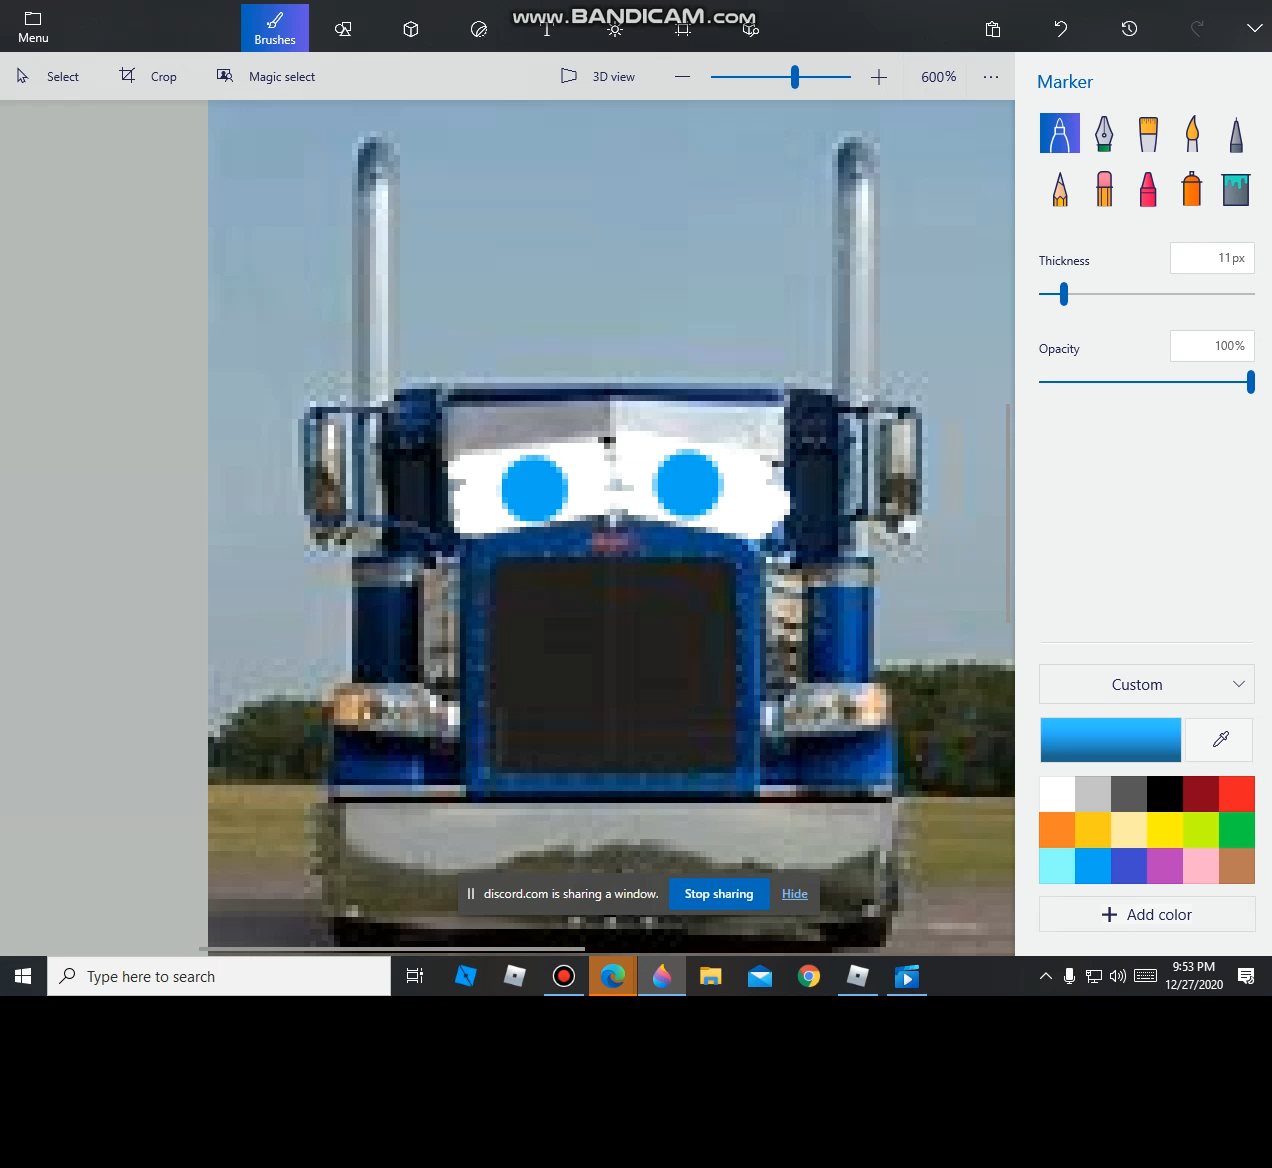 www.BANDICAM.com
Menu
Brushes
Select
Crop
Magic select
3D view
600%
Marker
Thickness
11px
Opacity
100%
Custom
Add color
discord.com is sharing a window.
Stop sharing
Hide
Type here to search
9:53 PM
12/27/2020